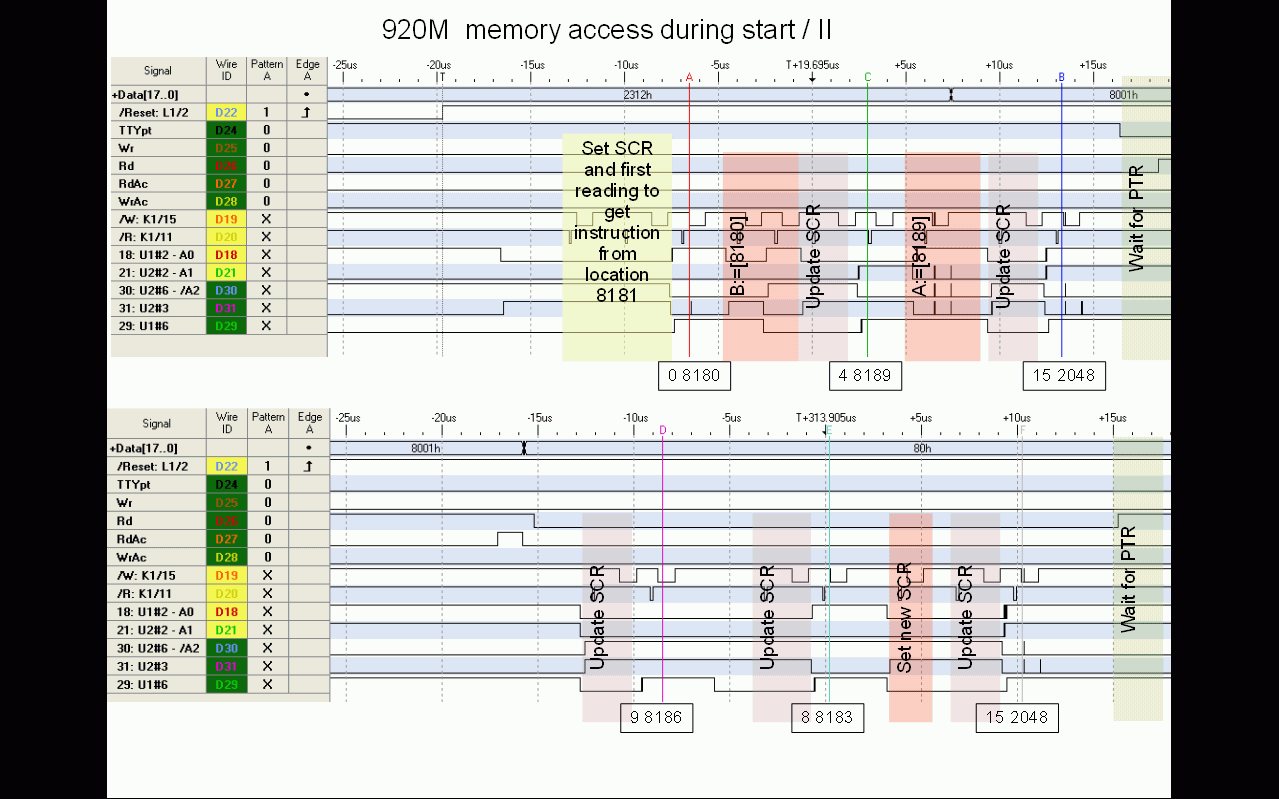 920M memory access during start / II
Signal Wire ID Pattern A Edge A -25us -20us -15us -10us -5us T+19.695us +5us +10us +15us
T A C B
+Data[17..0] 2312h 8001h
/Reset: L1/2 D22 1
TTYpt D24 0
Wr D25 0
Rd D26 0
RdAc D27 0
WrAc D28 0
/W: K1/15 D19 X
/R: K1/11 D20 X
18: U1#2 - A0 D18 X
21: U2#2 - A1 D21 X
30: U2#6 - /A2 D30 X
31: U2#3 D31 X
29: U1#6 D29 X
Set SCR
and first
reading to
get
instruction
from
location
8181
B:=[8180]
Update SCR
A:=[8189]
Update SCR
Wait for PTR
0 8180
4 8189
15 2048
Signal Wire ID Pattern A Edge A -25us -20us -15us -10us -5us T+313.905us +5us +10us +15us
D E F
+Data[17..0] 8001h 80h
/Reset: L1/2 D22 1
TTYpt D24 0
Wr D25 0
Rd D26 0
RdAc D27 0
WrAc D28 0
/W: K1/15 D19 X
/R: K1/11 D20 X
18: U1#2 - A0 D18 X
21: U2#2 - A1 D21 X
30: U2#6 - /A2 D30 X
31: U2#3 D31 X
29: U1#6 D29 X
Update SCR
Update SCR
Set new SCR
Update SCR
Wait for PTR
9 8186
8 8183
15 2048